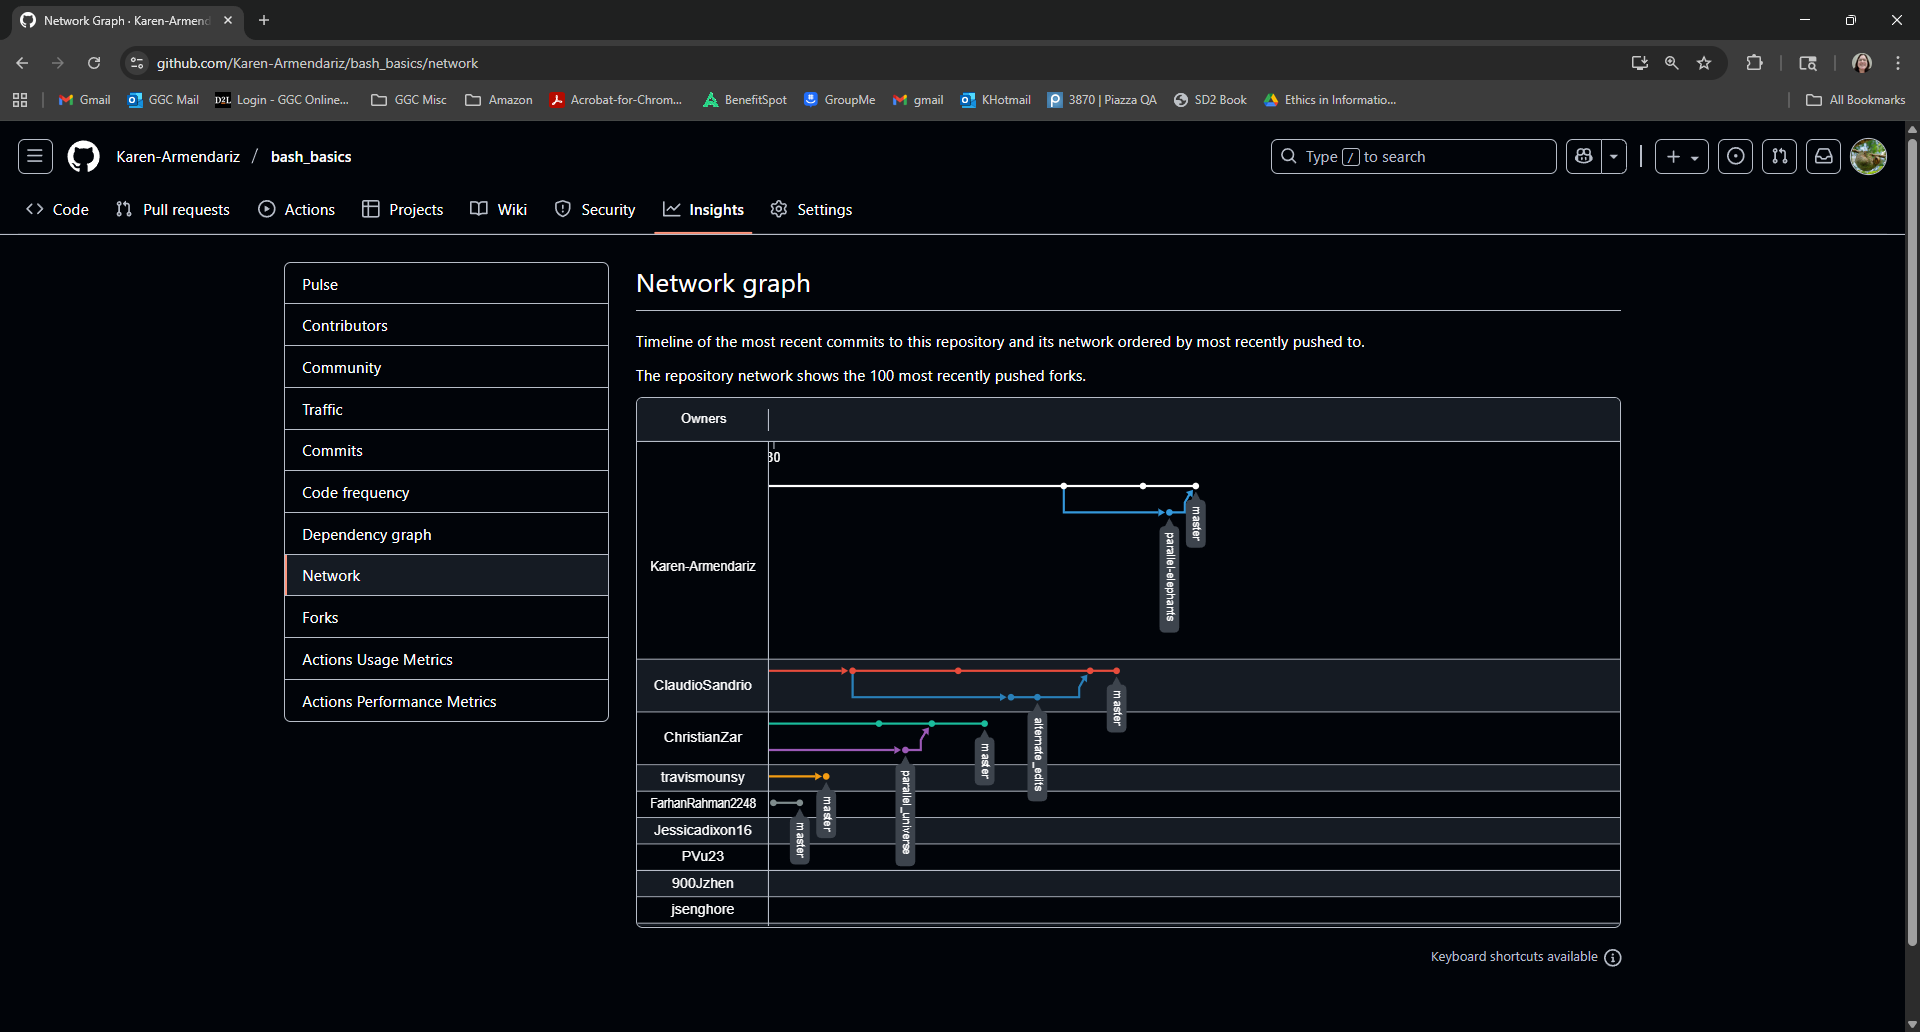 Network Graph · Karen-Armend
github.com/Karen-Armendariz/bash_basics/network
Gmail
GGC Mail
D2L Login - GGC Online...
GGC Misc
Amazon
Acrobat-for-Chrom...
BenefitSpot
GroupMe
gmail
KHotmail
3870 | Piazza QA
SD2 Book
Ethics in Informatio...
All Bookmarks
Karen-Armendariz / bash_basics
Type / to search
Code
Pull requests
Actions
Projects
Wiki
Security
Insights
Settings
Pulse
Contributors
Community
Traffic
Commits
Code frequency
Dependency graph
Network
Forks
Actions Usage Metrics
Actions Performance Metrics
Network graph
Timeline of the most recent commits to this repository and its network ordered by most recently pushed to.
The repository network shows the 100 most recently pushed forks.
Owners
30
Karen-Armendariz
master
parallel-elephants
ClaudioSandrio
master
alternate_edits
ChristianZar
master
parallel_universe
travismounsy
master
FarhanRahman2248
master
Jessicadixon16
PVu23
900Jzhen
jsenghore
Keyboard shortcuts available